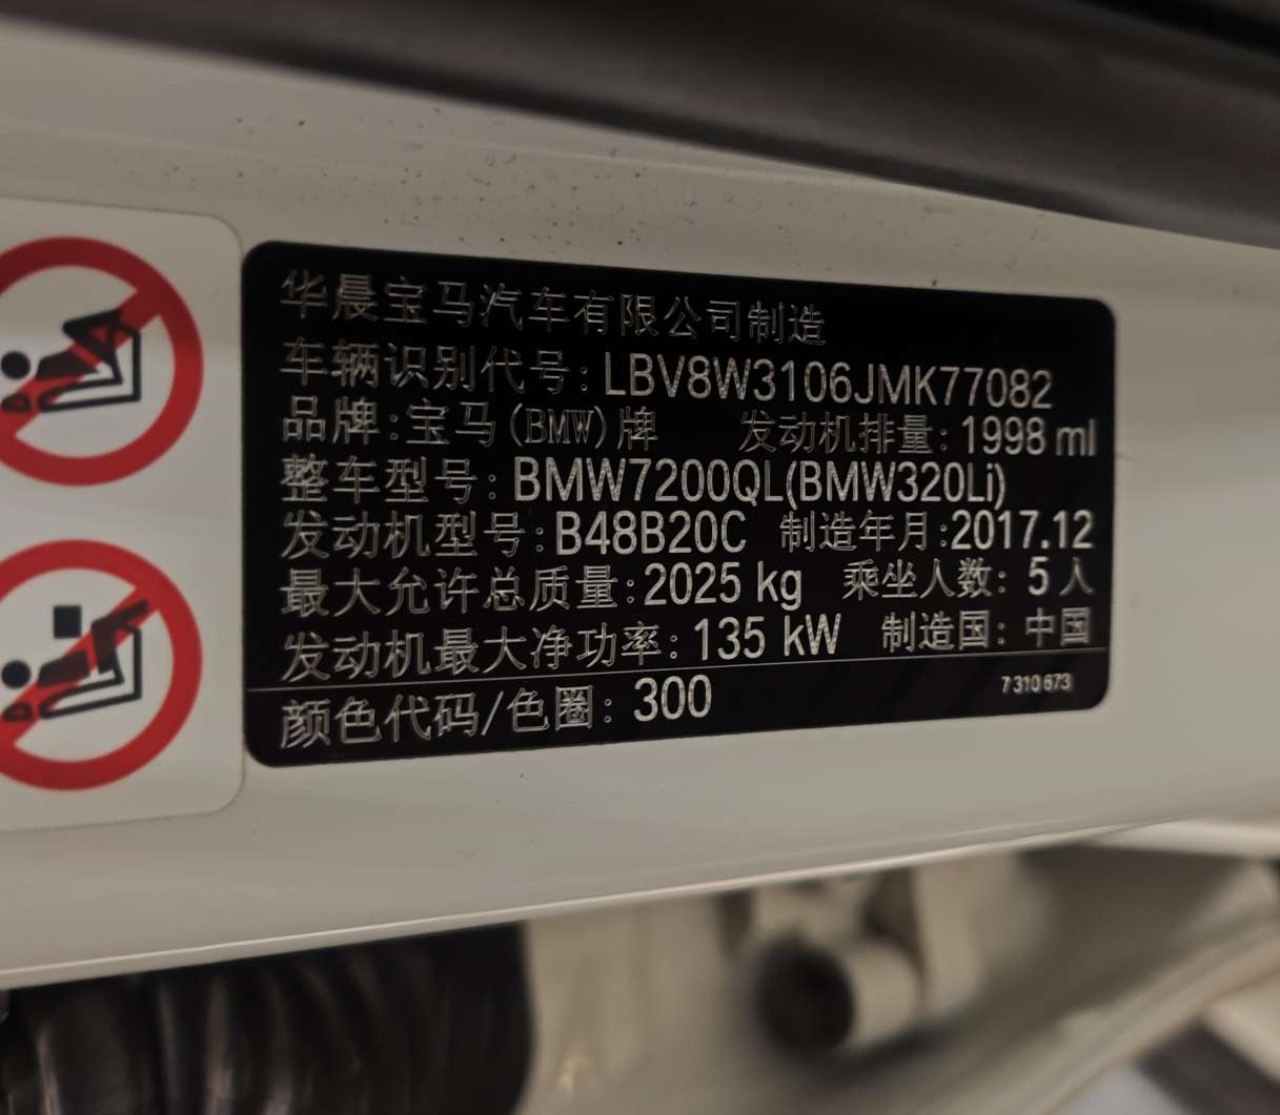 华晨宝马汽车有限公司制造
车辆识别代号:LBV8W3106JMK77082
品牌:宝马(BMW)牌 发动机排量:1998 ml
整车型号:BMW7200QL(BMW320Li)
发动机型号:B48B20C 制造年月:2017.12
最大允许总质量:2025 kg 乘坐人数:5人
发动机最大净功率:135 kW 制造国:中国
颜色代码/色圈:300 7310673